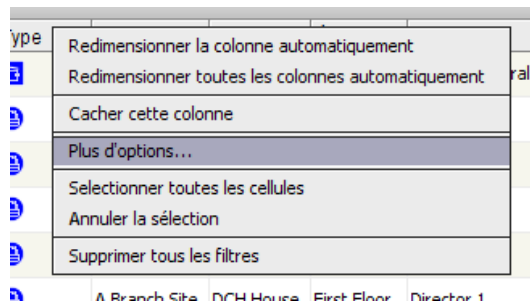 Type
Redimensionner la colonne automatiquement
Redimensionner toutes les colonnes automatiquement
Cacher cette colonne
Plus d'options...
Selectionner toutes les cellules
Annuler la sélection
Supprimer tous les filtres
A Branch Site DCH House First Floor Director 1